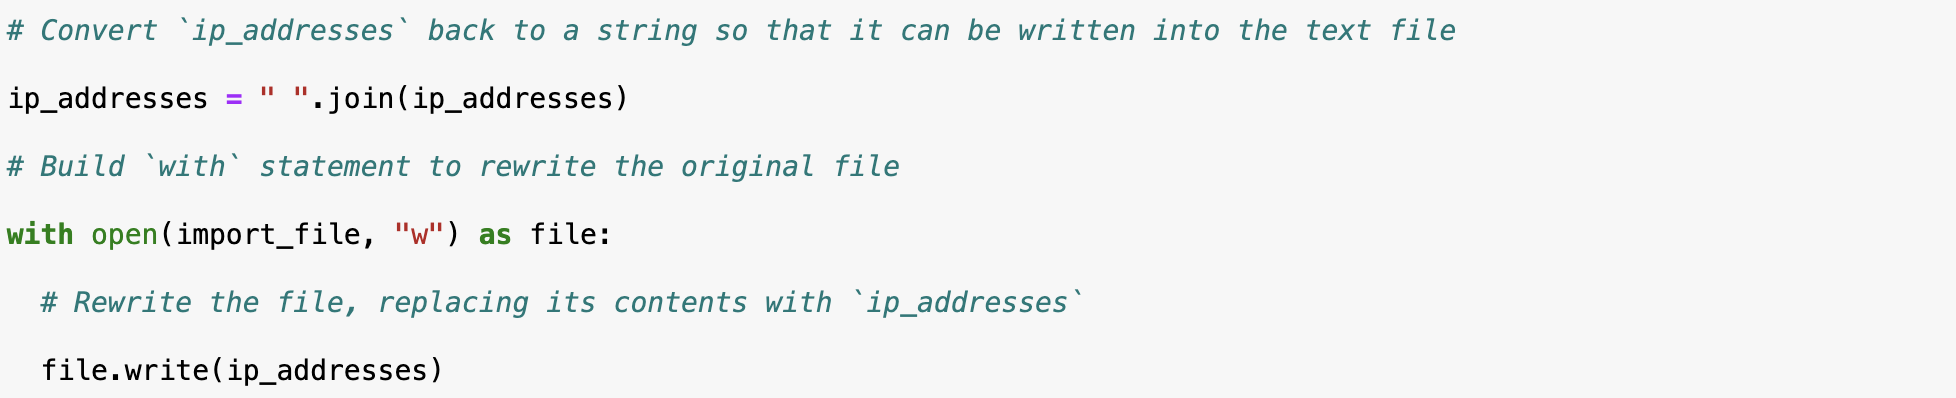 # Convert `ip_addresses` back to a string so that it can be written into the text file
ip_addresses = " ".join(ip_addresses)
# Build `with` statement to rewrite the original file
with open(import_file, "w") as file:
  # Rewrite the file, replacing its contents with `ip_addresses`
  file.write(ip_addresses)